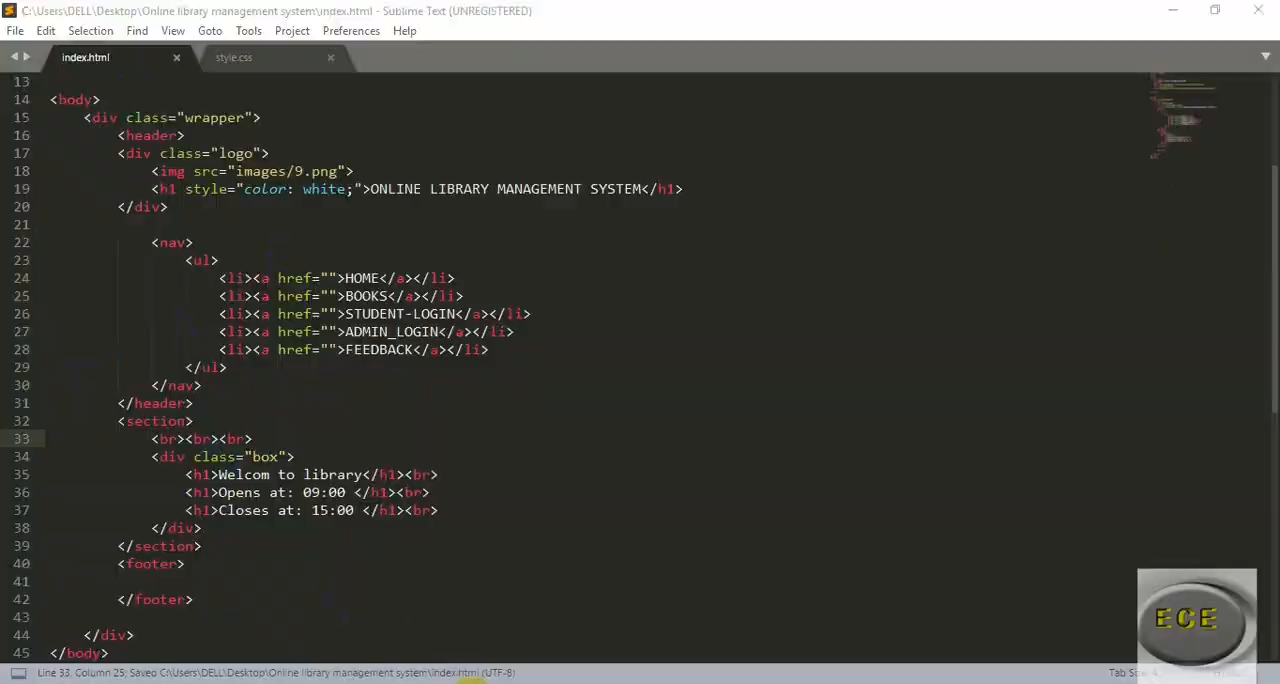 C:\Users\DELL\Desktop\Online library management system\index.html - Sublime Text (UNREGISTERED)
File Edit Selection Find View Goto Tools Project Preferences Help
index.html × style.css ×
13
14 <body>
15 <div class="wrapper">
16 <header>
17 <div class="logo">
18 <img src="images/9.png">
19 <h1 style="color: white;">ONLINE LIBRARY MANAGEMENT SYSTEM</h1>
20 </div>
21
22 <nav>
23 <ul>
24 <li><a href="">HOME</a></li>
25 <li><a href="">BOOKS</a></li>
26 <li><a href="">STUDENT-LOGIN</a></li>
27 <li><a href="">ADMIN_LOGIN</a></li>
28 <li><a href="">FEEDBACK</a></li>
29 </ul>
30 </nav>
31 </header>
32 <section>
33 <br><br><br>
34 <div class="box">
35 <h1>Welcom to library</h1><br>
36 <h1>Opens at: 09:00 </h1><br>
37 <h1>Closes at: 15:00 </h1><br>
38 </div>
39 </section>
40 <footer>
41
42 </footer>
43
44 </div>
45 </body>
ECE
Line 33, Column 25; Saved C:\Users\DELL\Desktop\Online library management system\index.html (UTF-8) Tab